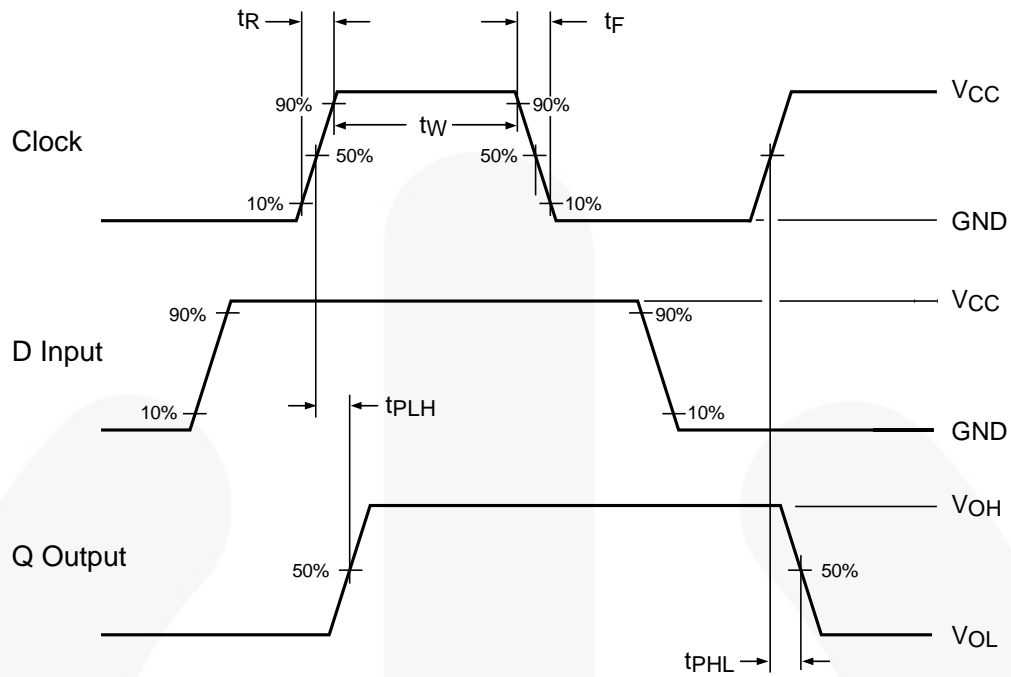 tR
tF
90%
90%
VCC
Clock
tW
50%
50%
10%
10%
GND
VCC
90%
90%
D Input
10%
tPLH
10%
GND
VOH
Q Output
50%
50%
VOL
tPHL